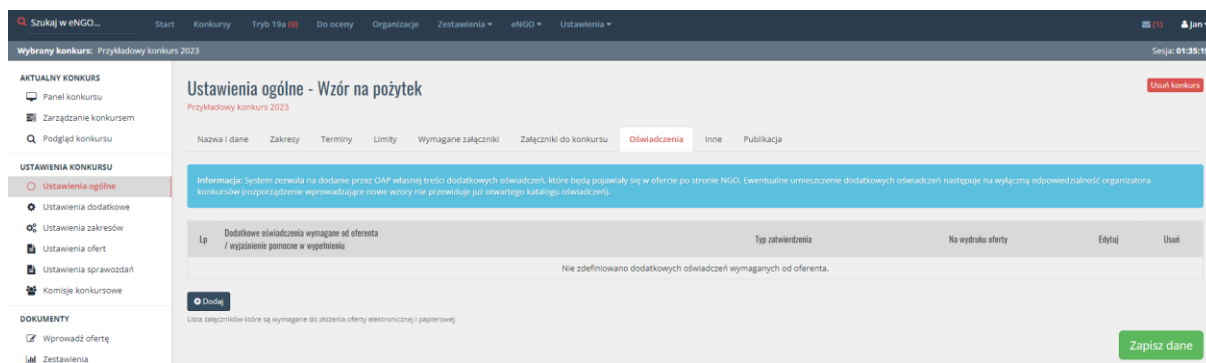 Szukaj w eNGO... Start Konkursy Tryb 19a (0) Do oceny Organizacje Zestawienia eNGO Ustawienia (1) Jan
Wybrany konkurs: Przykładowy konkurs 2023 Sesja: 01:35:19
AKTUALNY KONKURS
Panel konkursu
Zarządzanie konkursem
Podgląd konkursu
USTAWIENIA KONKURSU
Ustawienia ogólne
Ustawienia dodatkowe
Ustawienia zakresów
Ustawienia ofert
Ustawienia sprawozdań
Komisje konkursowe
DOKUMENTY
Wprowadź ofertę
Zestawienia
Ustawienia ogólne - Wzór na pożytek
Usuń konkurs
Przykładowy konkurs 2023
Nazwa i dane Zakresy Terminy Limity Wymagane załączniki Załączniki do konkursu Oświadczenia Inne Publikacja
Informacja: System zezwala na dodanie przez OAP własnej treści dodatkowych oświadczeń, które będą pojawiały się w ofercie po stronie NGO. Ewentualne umieszczenie dodatkowych oświadczeń następuje na wyłączną odpowiedzialność organizatora
konkursów (rozporządzenie wprowadzające nowe wzory nie przewiduje już otwartego katalogu oświadczeń).
Lp Dodatkowe oświadczenia wymagane od oferenta
/ wyjaśnienie pomocne w wypełnieniu
Typ zatwierdzenia Na wydruku oferty Edytuj Usuń
Nie zdefiniowano dodatkowych oświadczeń wymaganych od oferenta.
Dodaj
Lista załączników które są wymagane do złożenia oferty elektronicznej i papierowej.
Zapisz dane